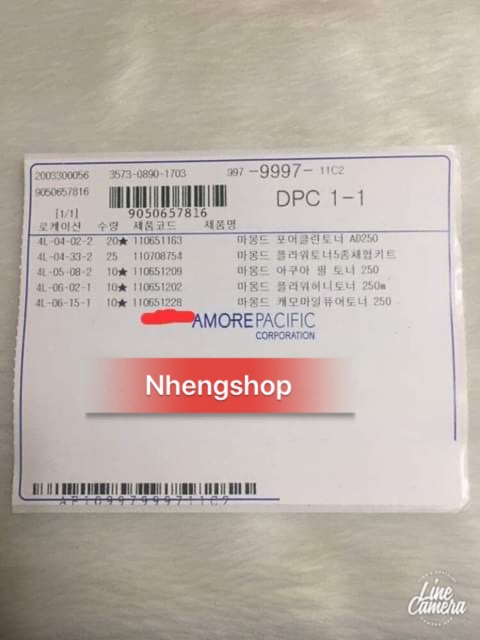 2003300056 3573-0890-1703 997 -9997- 11C2
9050657816
9050657816 DPC 1-1
[1/1]
로케이션 수량 제품코드 제품명
4L-04-02-2 20★ 110651163 마몽드 포어클린토너 AD250
4L-04-33-2 25 110708754 마몽드 플라워토너5종체험키트
4L-05-08-2 10★ 110651209 마몽드 아쿠아 필 토너 250
4L-06-02-1 10★ 110651202 마몽드 플라워허니토너 250m
4L-06-15-1 10★ 110651228 마몽드 캐모마일퓨어토너 250
AMOREPACIFIC
CORPORATION
Nhengshop
AP1099799971​1C2
Line
Camera